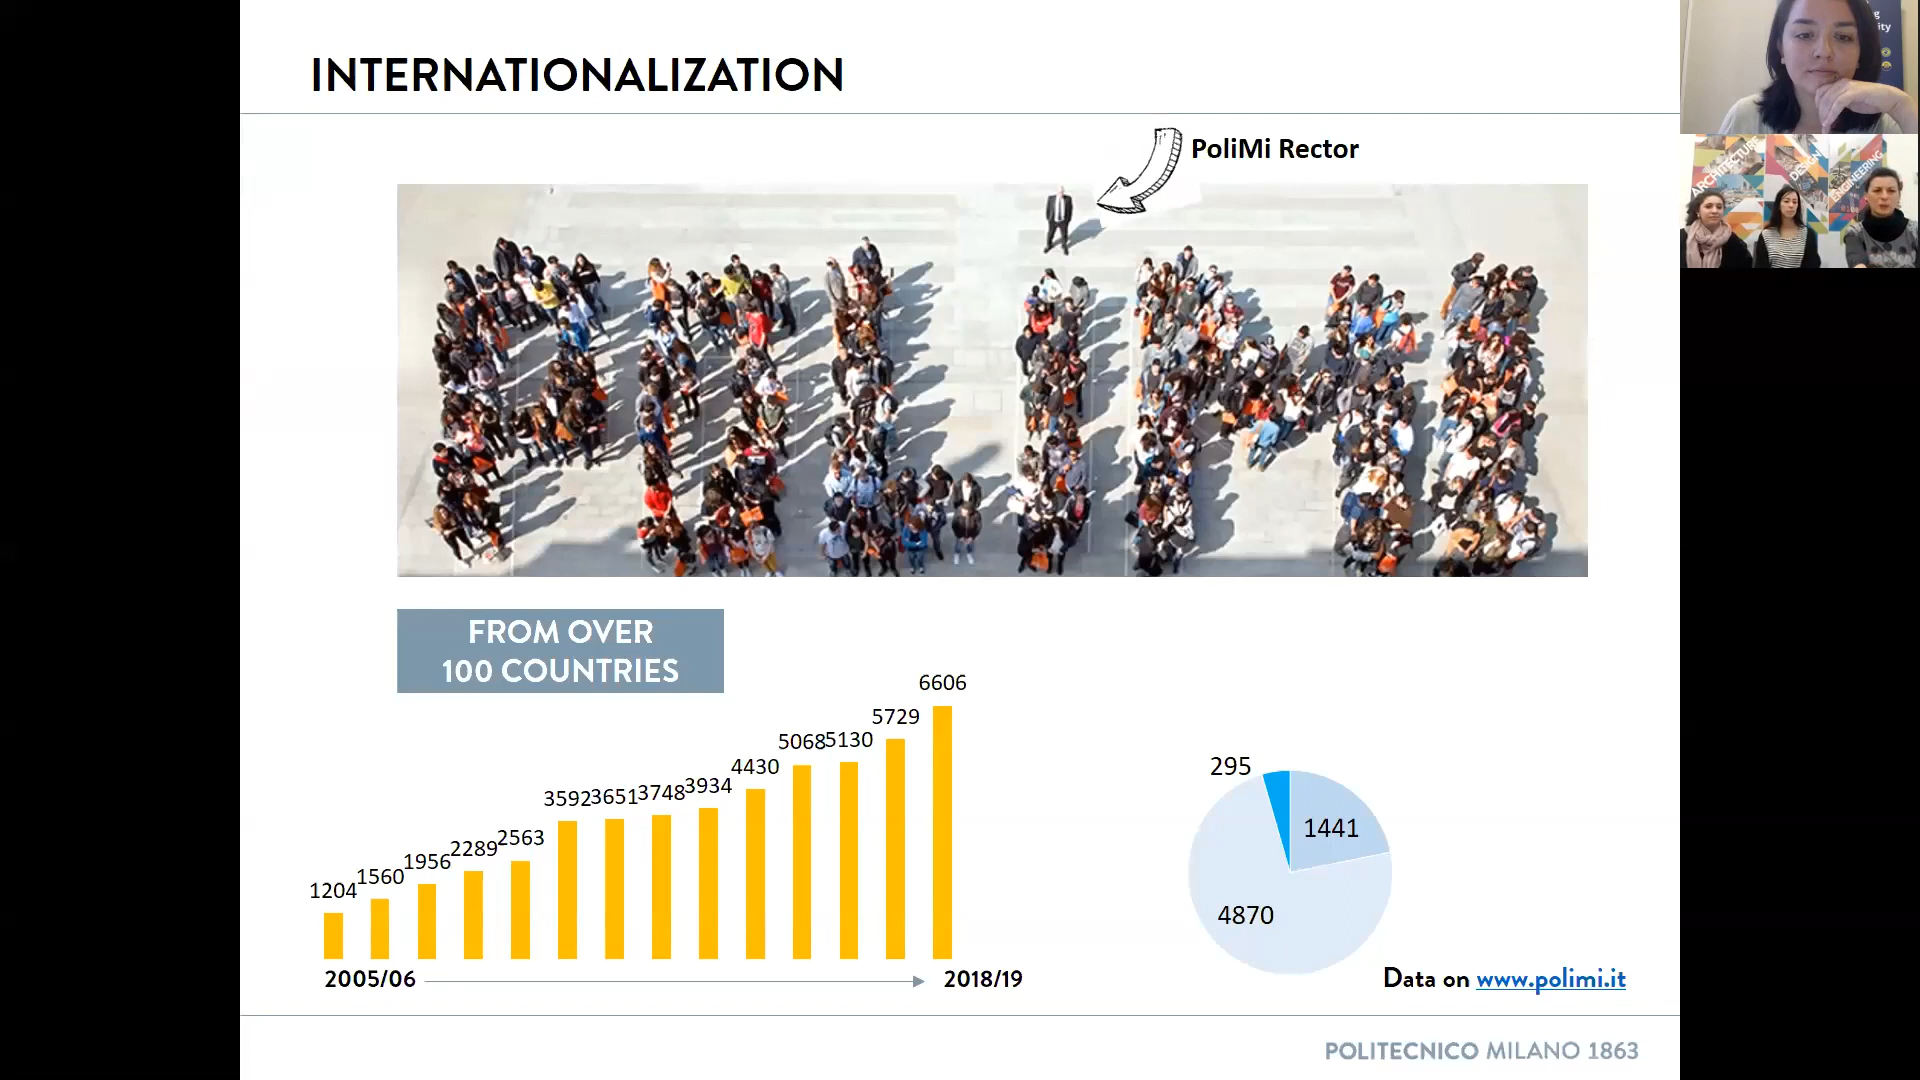 INTERNATIONALIZATION
PoliMi Rector
FROM OVER
100 COUNTRIES
1204
1560
1956
2289
2563
3592
3651
3748
3934
4430
5068
5130
5729
6606
2005/06
2018/19
295
1441
4870
Data on www.polimi.it
POLITECNICO MILANO 1863
ARCHITECTURE
DESIGN
ENGINEERING